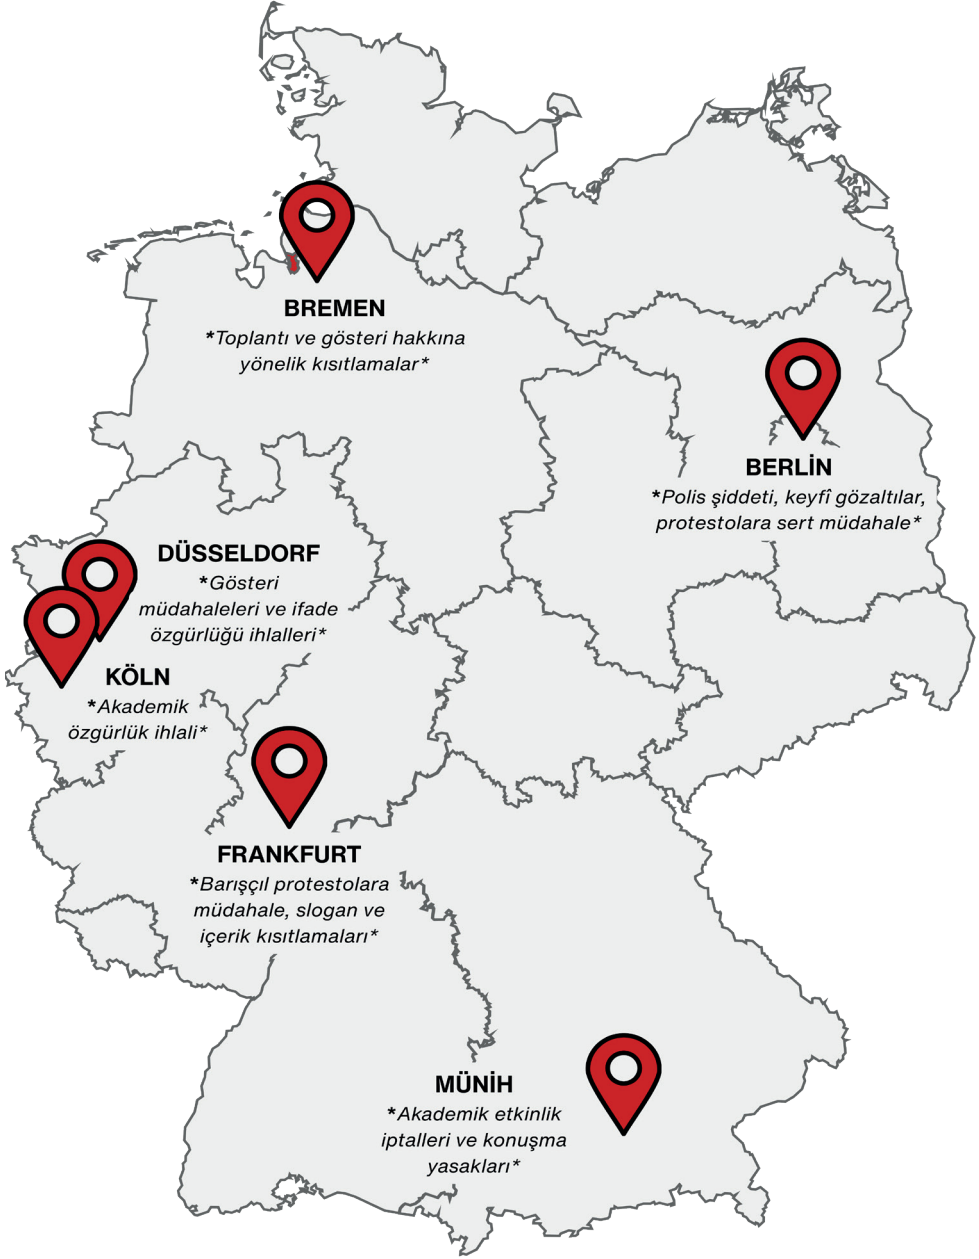 BREMEN
*Toplantı ve gösteri hakkına
yönelik kısıtlamalar*
BERLİN
*Polis şiddeti, keyfî gözaltılar,
protestolara sert müdahale*
DÜSSELDORF
*Gösteri
müdahaleleri ve ifade
özgürlüğü ihlalleri*
KÖLN
*Akademik
özgürlük ihlali*
FRANKFURT
*Barışçıl protestolara
müdahale, slogan ve
içerik kısıtlamaları*
MÜNİH
*Akademik etkinlik
iptalleri ve konuşma
yasakları*